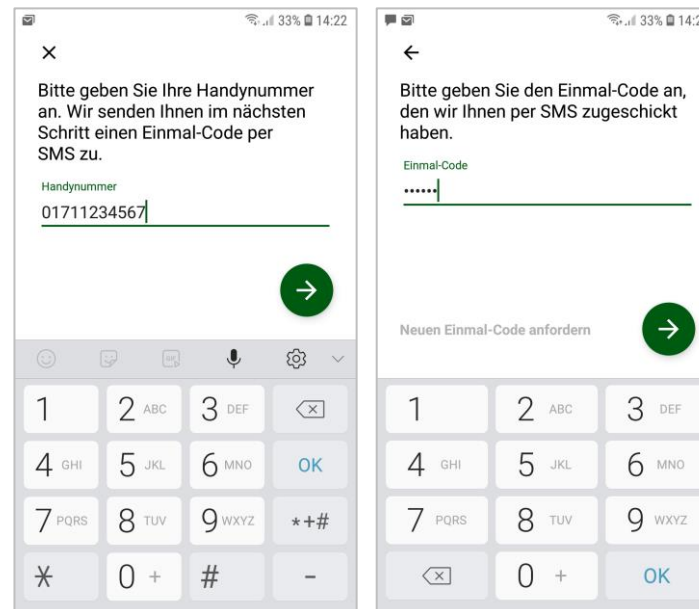 33% 14:22
Bitte geben Sie Ihre Handynummer
an. Wir senden Ihnen im nächsten
Schritt einen Einmal-Code per
SMS zu.
Handynummer
01711234567
GIF
1
2 ABC
3 DEF
4 GHI
5 JKL
6 MNO
OK
7 PQRS
8 TUV
9 WXYZ
*+#
*
0 +
#
-
33% 14:2
Bitte geben Sie den Einmal-Code an,
den wir Ihnen per SMS zugeschickt
haben.
Einmal-Code
••••••
Neuen Einmal-Code anfordern
1
2 ABC
3 DEF
4 GHI
5 JKL
6 MNO
7 PQRS
8 TUV
9 WXYZ
0 +
OK